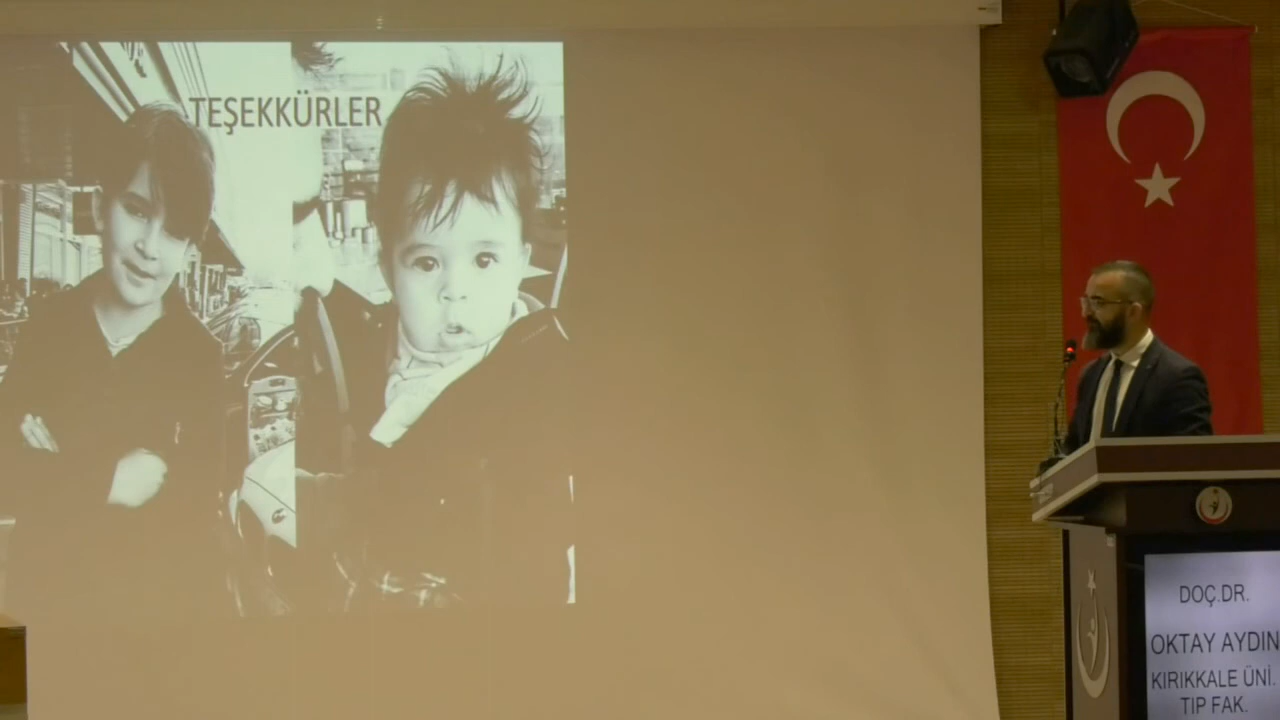 TEŞEKKÜRLER
DOÇ.DR.
OKTAY AYDIN
KIRIKKALE ÜNİ.
TIP FAK.